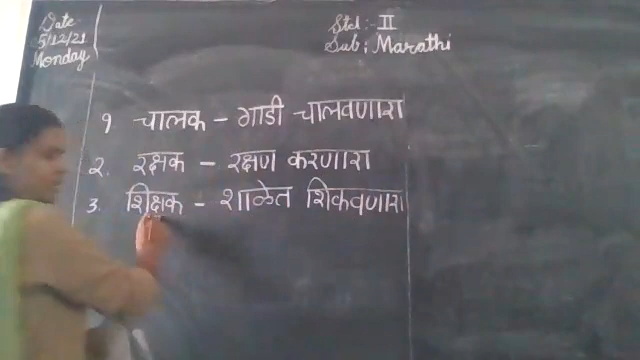 Date
5/12/21
Monday
Std :- II
Sub : Marathi
१ चालक - गाडी चालवणारा
२. रक्षक - रक्षण करणारा
३. शिक्षक - शाळेत शिकवणारा